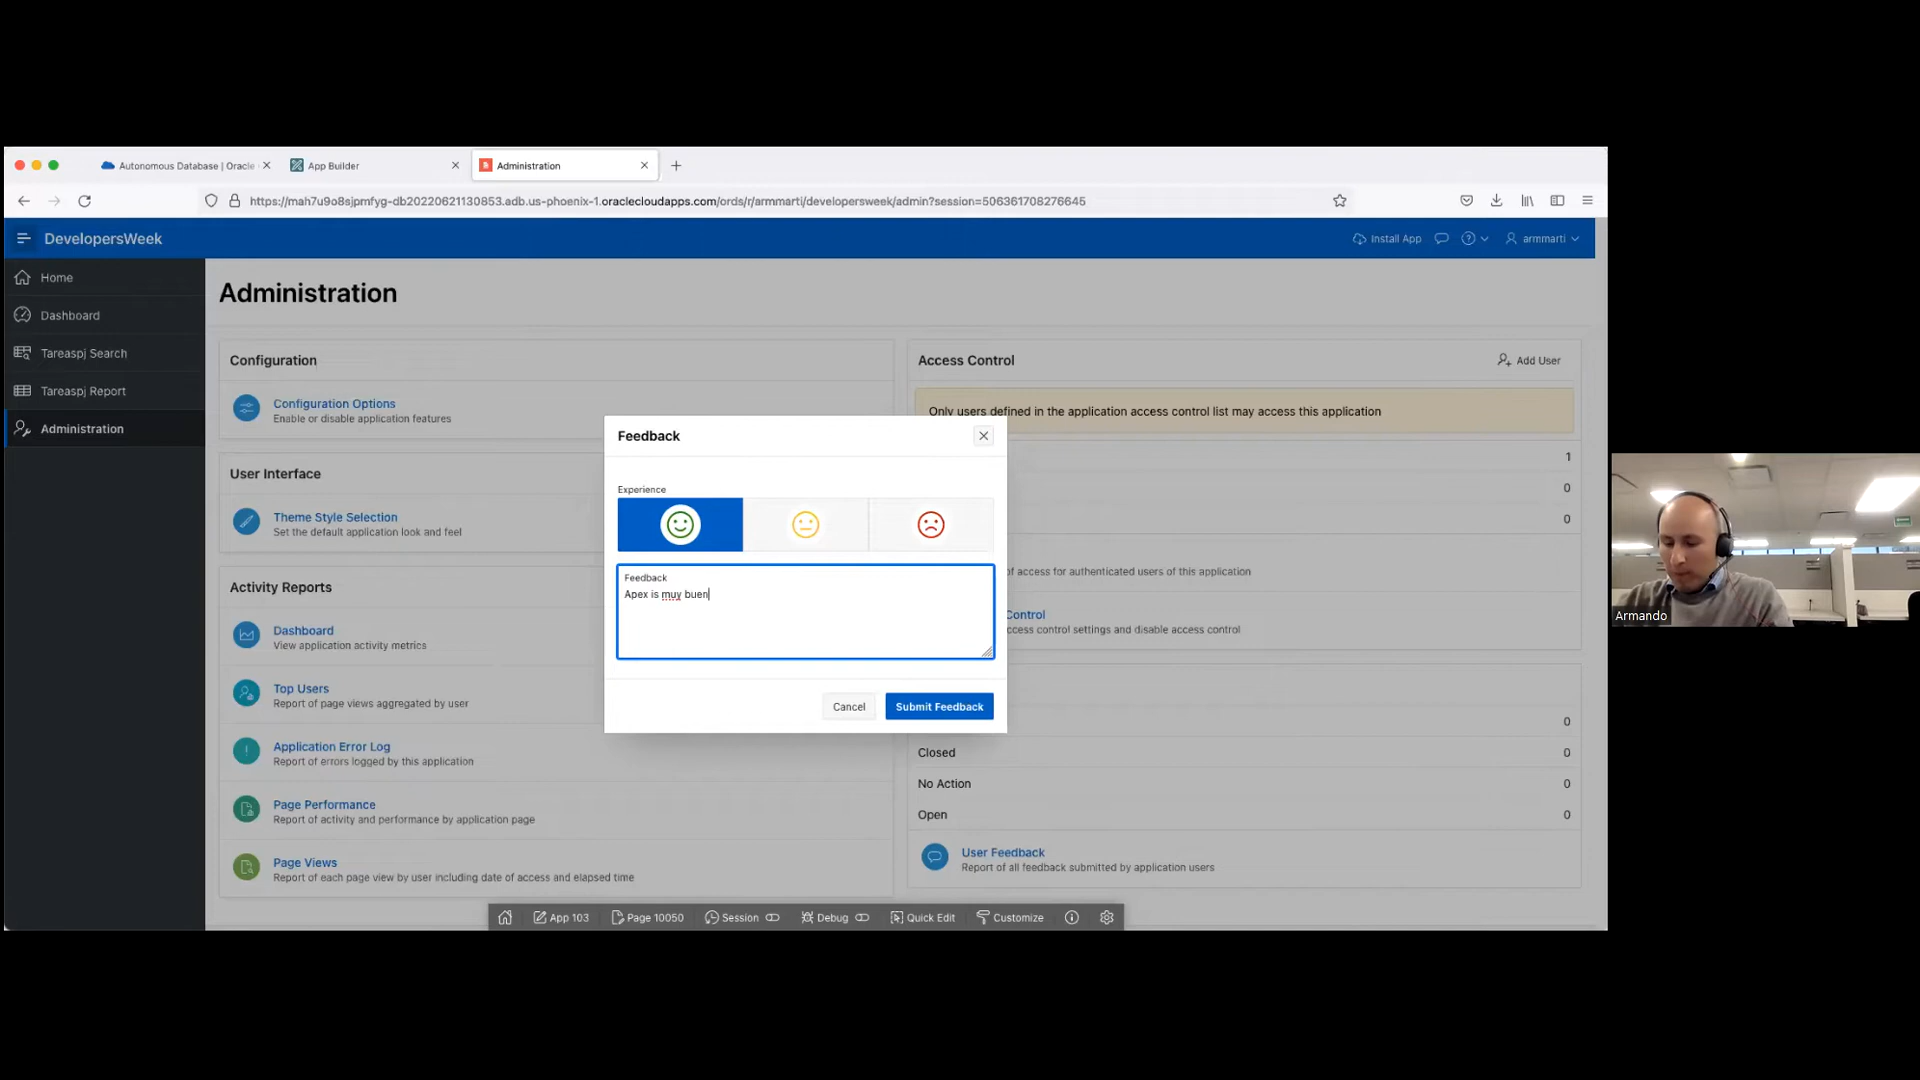 Autonomous Database | Oracle
App Builder
Administration
https://mah7u9o8sjpmfyg-db20220621130853.adb.us-phoenix-1.oraclecloudapps.com/ords/r/armmarti/developersweek/admin?session=506361708276645
DevelopersWeek
Install App
armmarti
Home
Dashboard
Tareaspj Search
Tareaspj Report
Administration
Administration
Configuration
Configuration Options
Enable or disable application features
User Interface
Theme Style Selection
Set the default application look and feel
Activity Reports
Dashboard
View application activity metrics
Top Users
Report of page views aggregated by user
Application Error Log
Report of errors logged by this application
Page Performance
Report of activity and performance by application page
Page Views
Report of each page view by user including date of access and elapsed time
Access Control
Add User
Only users defined in the application access control list may access this application
1
0
0
of access for authenticated users of this application
Control
access control settings and disable access control
0
Closed 0
No Action 0
Open 0
User Feedback
Report of all feedback submitted by application users
Feedback
Experience
Feedback
Apex is muy buen
Cancel
Submit Feedback
App 103
Page 10050
Session
Debug
Quick Edit
Customize
Armando